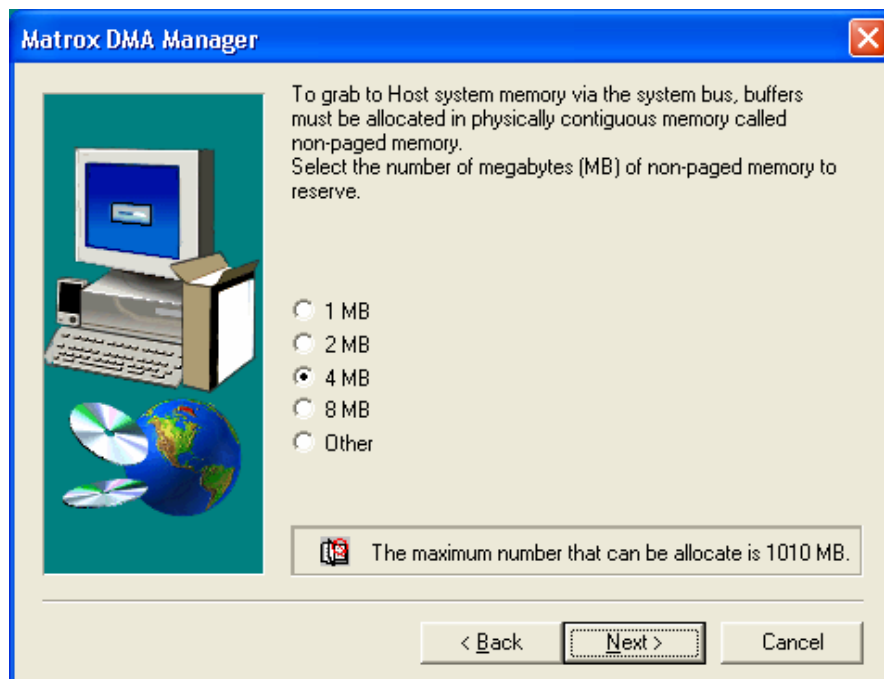 Matrox DMA Manager
To grab to Host system memory via the system bus, buffers
must be allocated in physically contiguous memory called
non-paged memory.
Select the number of megabytes (MB) of non-paged memory to
reserve.
1 MB
2 MB
4 MB
8 MB
Other
The maximum number that can be allocate is 1010 MB.
< Back
Next >
Cancel